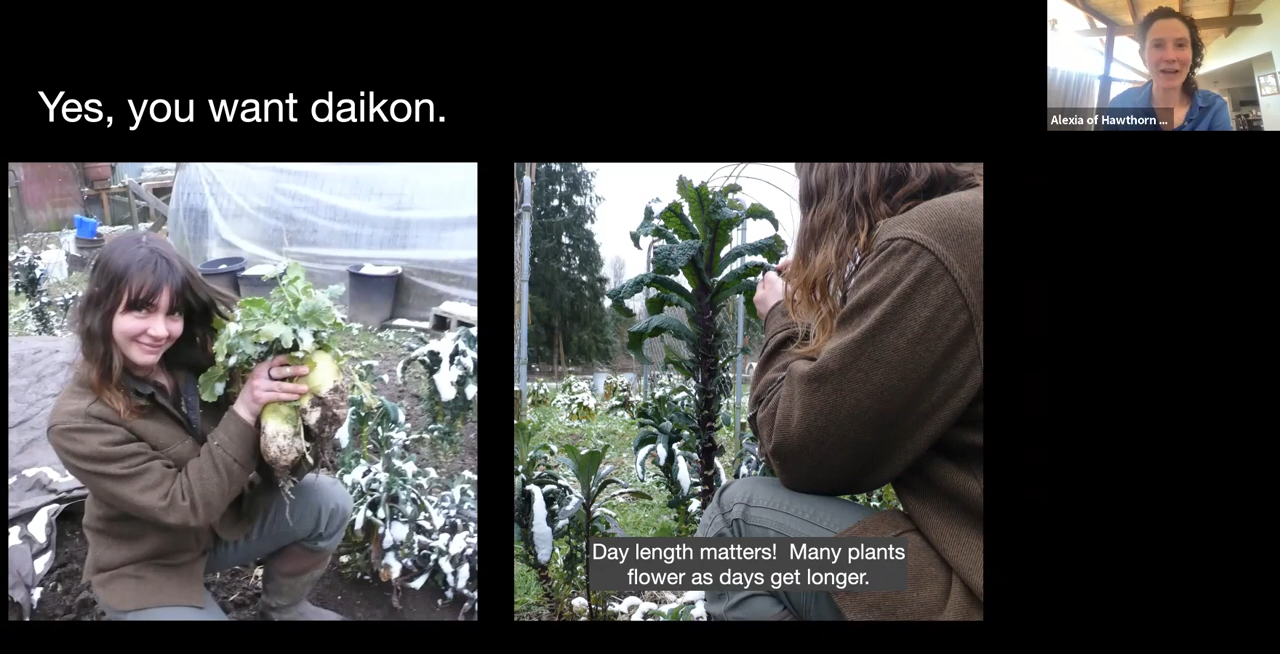 Yes, you want daikon.
Alexia of Hawthorn ...
Day length matters!  Many plants
flower as days get longer.